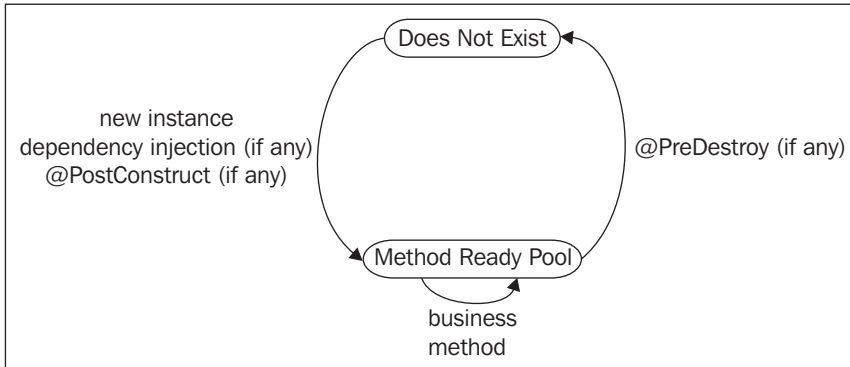 Does Not Exist
new instance
dependency injection (if any)
@PostConstruct (if any)
@PreDestroy (if any)
Method Ready Pool
business
method